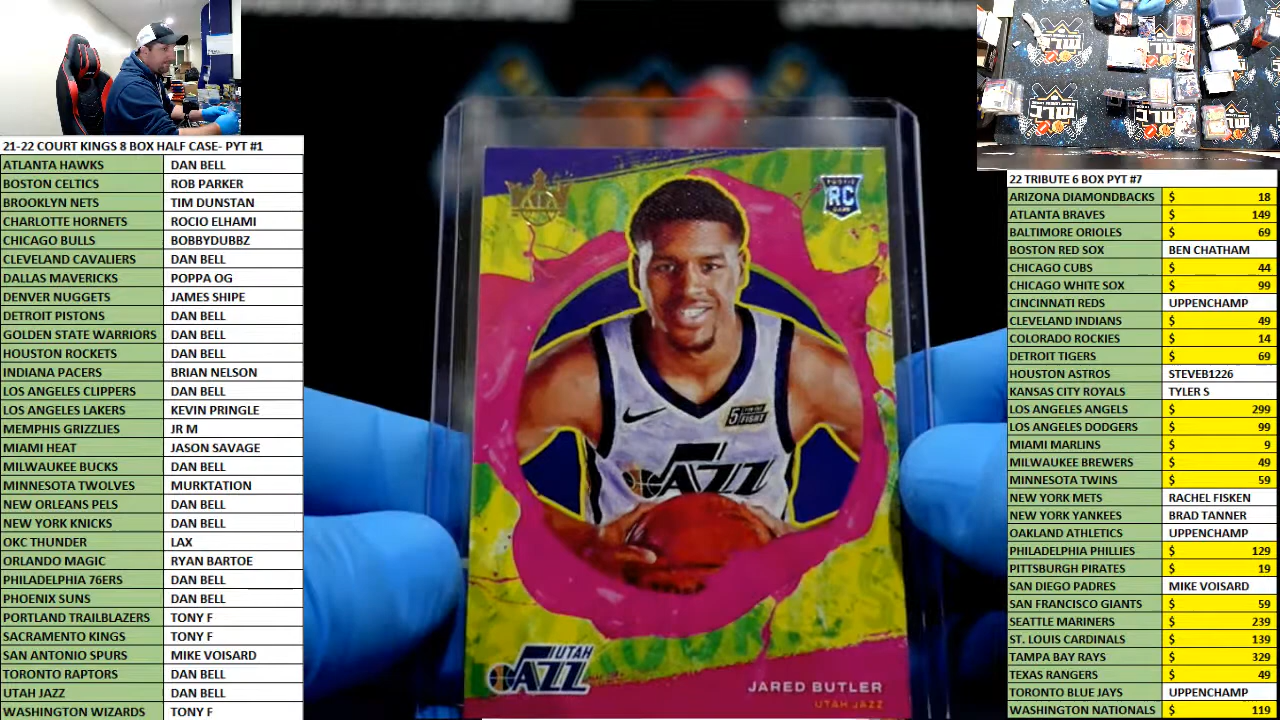 21-22 COURT KINGS 8 BOX HALF CASE- PYT #1
ATLANTA HAWKS DAN BELL
BOSTON CELTICS ROB PARKER
BROOKLYN NETS TIM DUNSTAN
CHARLOTTE HORNETS ROCIO ELHAMI
CHICAGO BULLS BOBBYDUBBZ
CLEVELAND CAVALIERS DAN BELL
DALLAS MAVERICKS POPPA OG
DENVER NUGGETS JAMES SHIPE
DETROIT PISTONS DAN BELL
GOLDEN STATE WARRIORS DAN BELL
HOUSTON ROCKETS DAN BELL
INDIANA PACERS BRIAN NELSON
LOS ANGELES CLIPPERS DAN BELL
LOS ANGELES LAKERS KEVIN PRINGLE
MEMPHIS GRIZZLIES JR M
MIAMI HEAT JASON SAVAGE
MILWAUKEE BUCKS DAN BELL
MINNESOTA TWOLVES MURKTATION
NEW ORLEANS PELS DAN BELL
NEW YORK KNICKS DAN BELL
OKC THUNDER LAX
ORLANDO MAGIC RYAN BARTOE
PHILADELPHIA 76ERS DAN BELL
PHOENIX SUNS DAN BELL
PORTLAND TRAILBLAZERS TONY F
SACRAMENTO KINGS TONY F
SAN ANTONIO SPURS MIKE VOISARD
TORONTO RAPTORS DAN BELL
UTAH JAZZ DAN BELL
WASHINGTON WIZARDS TONY F
RC
5
FIGHT
JAZZ
UTAH
JAZZ
JARED BUTLER
UTAH JAZZ
22 TRIBUTE 6 BOX PYT #7
ARIZONA DIAMONDBACKS $ 18
ATLANTA BRAVES $ 149
BALTIMORE ORIOLES $ 69
BOSTON RED SOX BEN CHATHAM
CHICAGO CUBS $ 44
CHICAGO WHITE SOX $ 99
CINCINNATI REDS UPPENCHAMP
CLEVELAND INDIANS $ 49
COLORADO ROCKIES $ 14
DETROIT TIGERS $ 69
HOUSTON ASTROS STEVEB1226
KANSAS CITY ROYALS TYLER S
LOS ANGELES ANGELS $ 299
LOS ANGELES DODGERS $ 99
MIAMI MARLINS $ 9
MILWAUKEE BREWERS $ 49
MINNESOTA TWINS $ 59
NEW YORK METS RACHEL FISKEN
NEW YORK YANKEES BRAD TANNER
OAKLAND ATHLETICS UPPENCHAMP
PHILADELPHIA PHILLIES $ 129
PITTSBURGH PIRATES $ 19
SAN DIEGO PADRES MIKE VOISARD
SAN FRANCISCO GIANTS $ 59
SEATTLE MARINERS $ 239
ST. LOUIS CARDINALS $ 139
TAMPA BAY RAYS $ 329
TEXAS RANGERS $ 49
TORONTO BLUE JAYS UPPENCHAMP
WASHINGTON NATIONALS $ 119